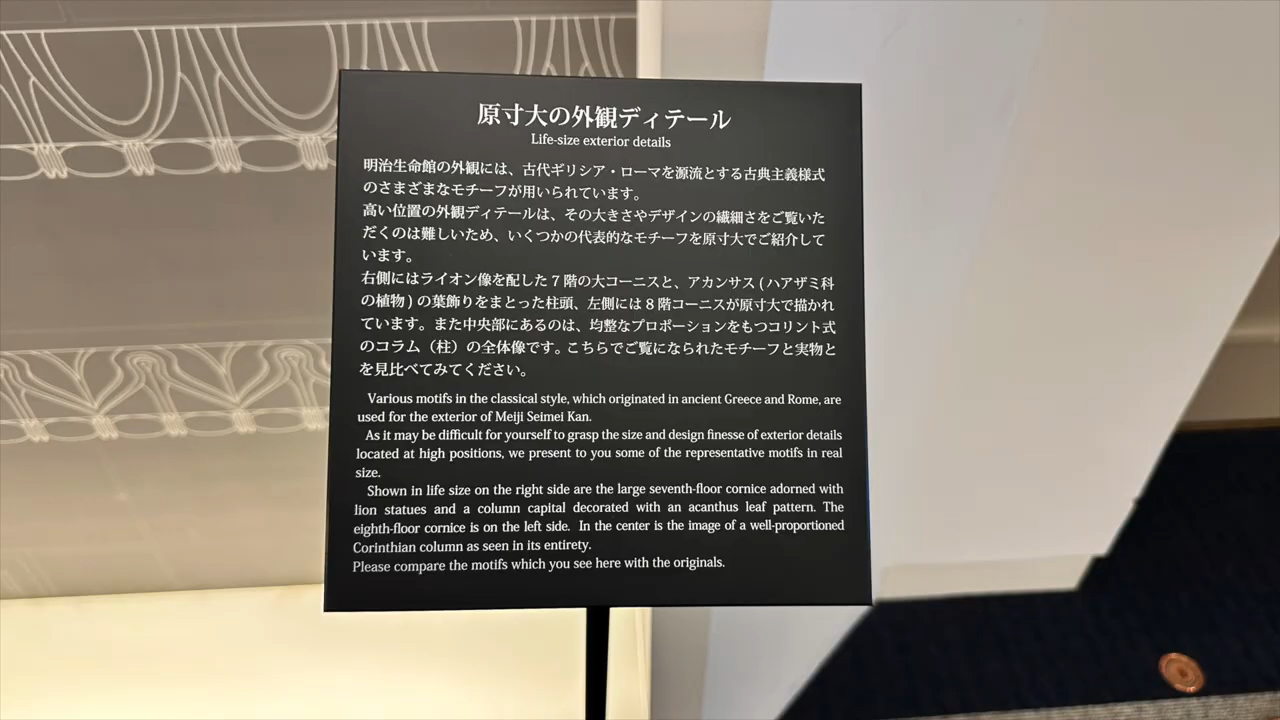 原寸大の外観ディテール
Life-size exterior details
明治生命館の外観には、古代ギリシア・ローマを源流とする古典主義様式
のさまざまなモチーフが用いられています。
高い位置の外観ディテールは、その大きさやデザインの繊細さをご覧いた
だくのは難しいため、いくつかの代表的なモチーフを原寸大でご紹介して
います。
右側にはライオン像を配した 7 階の大コーニスと、アカンサス ( ハアザミ科
の植物 ) の葉飾りをまとった柱頭、左側には 8 階コーニスが原寸大で描かれ
ています。また中央部にあるのは、均整なプロポーションをもつコリント式
のコラム（柱）の全体像です。こちらでご覧になられたモチーフと実物と
を見比べてみてください。
Various motifs in the classical style, which originated in ancient Greece and Rome, are
used for the exterior of Meiji Seimei Kan.
As it may be difficult for yourself to grasp the size and design finesse of exterior details
located at high positions, we present to you some of the representative motifs in real
size.
Shown in life size on the right side are the large seventh-floor cornice adorned with
lion statues and a column capital decorated with an acanthus leaf pattern. The
eighth-floor cornice is on the left side. In the center is the image of a well-proportioned
Corinthian column as seen in its entirety.
Please compare the motifs which you see here with the originals.